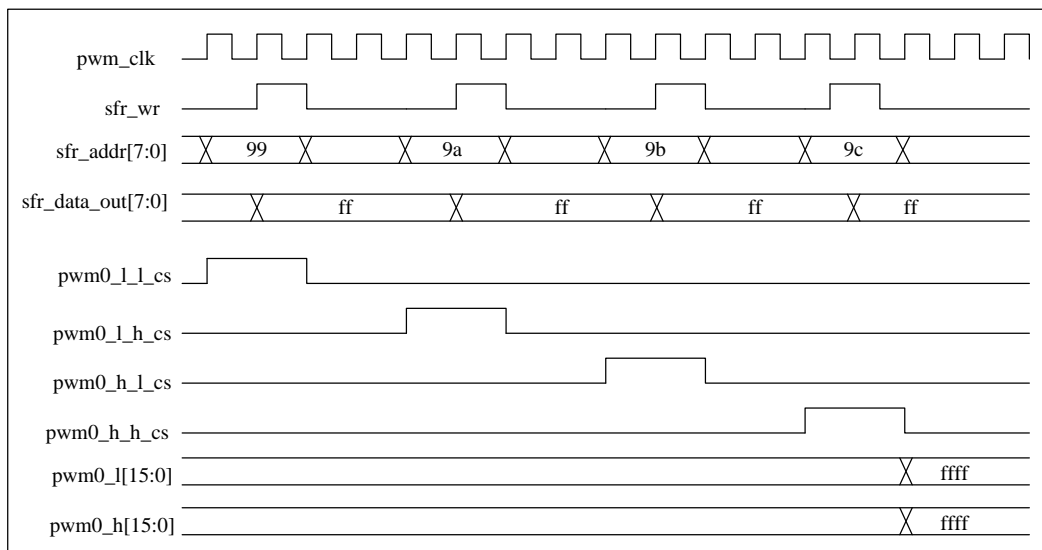 pwm_clk
sfr_wr
sfr_addr[7:0] 99 9a 9b 9c
sfr_data_out[7:0] ff ff ff ff
pwm0_l_l_cs
pwm0_l_h_cs
pwm0_h_l_cs
pwm0_h_h_cs
pwm0_l[15:0] ffff
pwm0_h[15:0] ffff